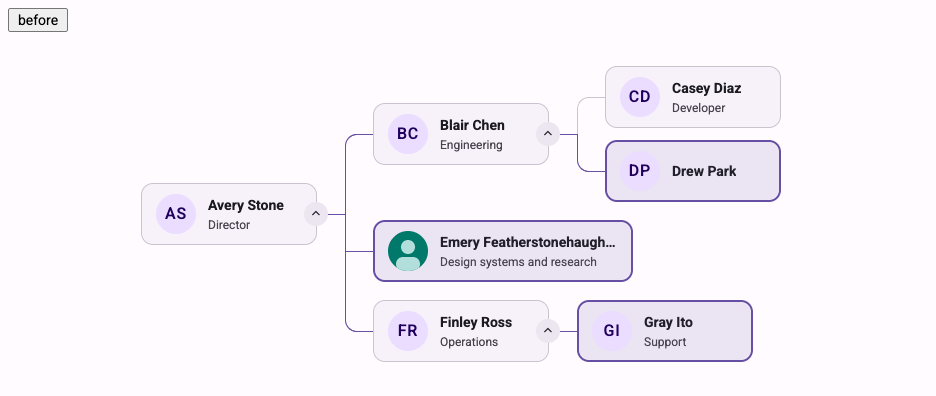 before
AS
Avery Stone
Director
BC
Blair Chen
Engineering
CD
Casey Diaz
Developer
DP
Drew Park
Emery Featherstonehaugh…
Design systems and research
FR
Finley Ross
Operations
GI
Gray Ito
Support